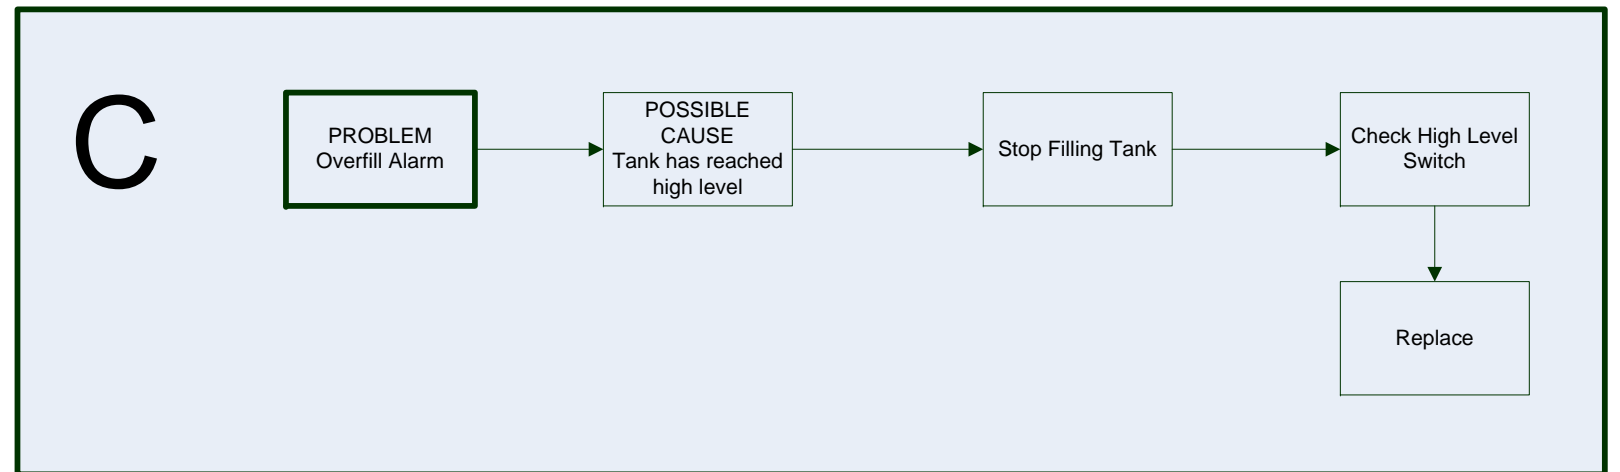 C
PROBLEM
Overfill Alarm
POSSIBLE
CAUSE
Tank has reached
high level
Stop Filling Tank
Check High Level
Switch
Replace